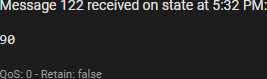 Message 122 received on state at 5:32 PM:
90
QoS: 0 - Retain: false